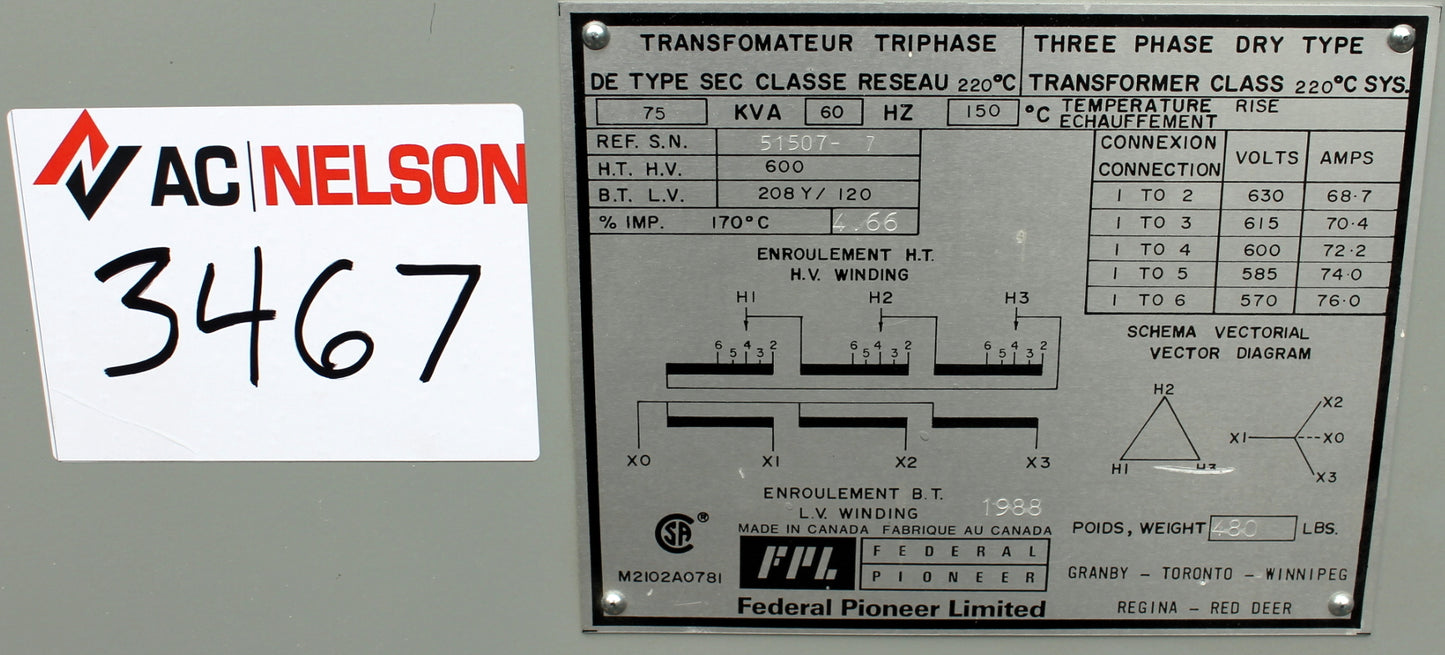 AC|NELSON
3467
TRANSFOMATEUR TRIPHASE
DE TYPE SEC CLASSE RESEAU 220°C
THREE PHASE DRY TYPE
TRANSFORMER CLASS 220°C SYS.
75 KVA 60 HZ 150 °C TEMPERATURE RISE
ECHAUFFEMENT
REF. S.N. 51507- 7
H.T. H.V. 600
B.T. L.V. 208Y/120
% IMP. 170°C 4.66
CONNEXION
CONNECTION VOLTS AMPS
1 TO 2 630 68·7
1 TO 3 615 70·4
1 TO 4 600 72·2
1 TO 5 585 74·0
1 TO 6 570 76·0
ENROULEMENT H.T.
H.V. WINDING
H1 H2 H3
6 5 4 3 2 6 5 4 3 2 6 5 4 3 2
X0 X1 X2 X3
ENROULEMENT B.T.
L.V. WINDING
1988
SCHEMA VECTORIAL
VECTOR DIAGRAM
H2
H1 H3
X2
X1 X0
X3
MADE IN CANADA FABRIQUE AU CANADA
CSA ®
M2102A0781
FPL FEDERAL
PIONEER
Federal Pioneer Limited
POIDS, WEIGHT 480 LBS.
GRANBY - TORONTO - WINNIPEG
REGINA - RED DEER